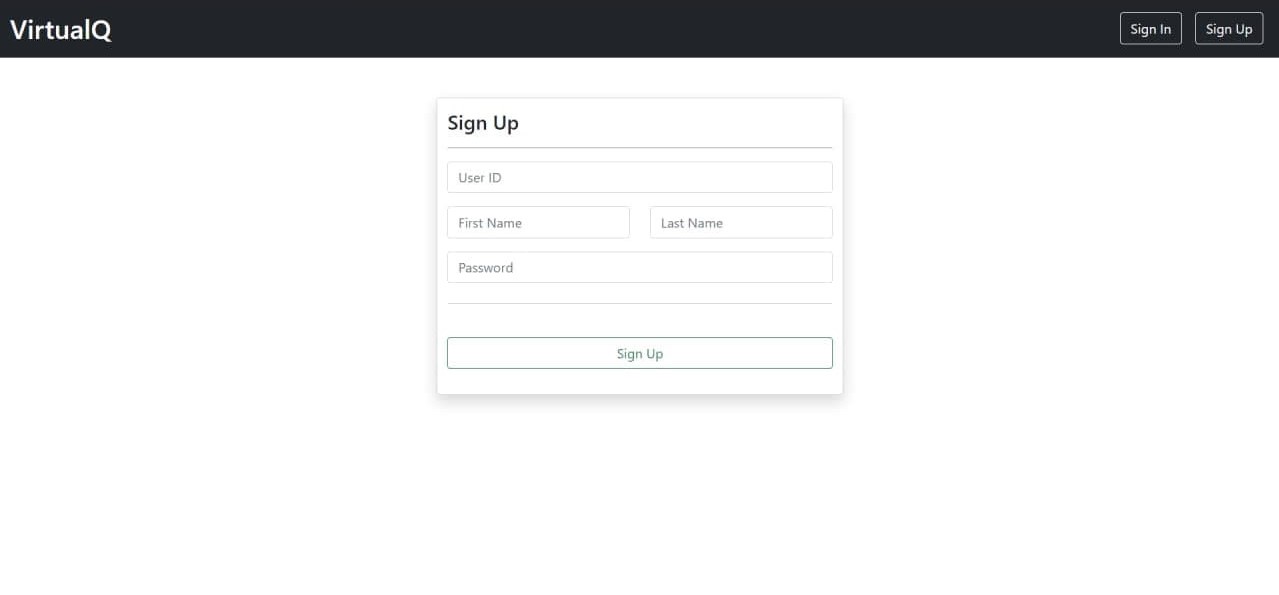 VirtualQ
Sign In Sign Up
Sign Up
User ID
First Name Last Name
Password
Sign Up